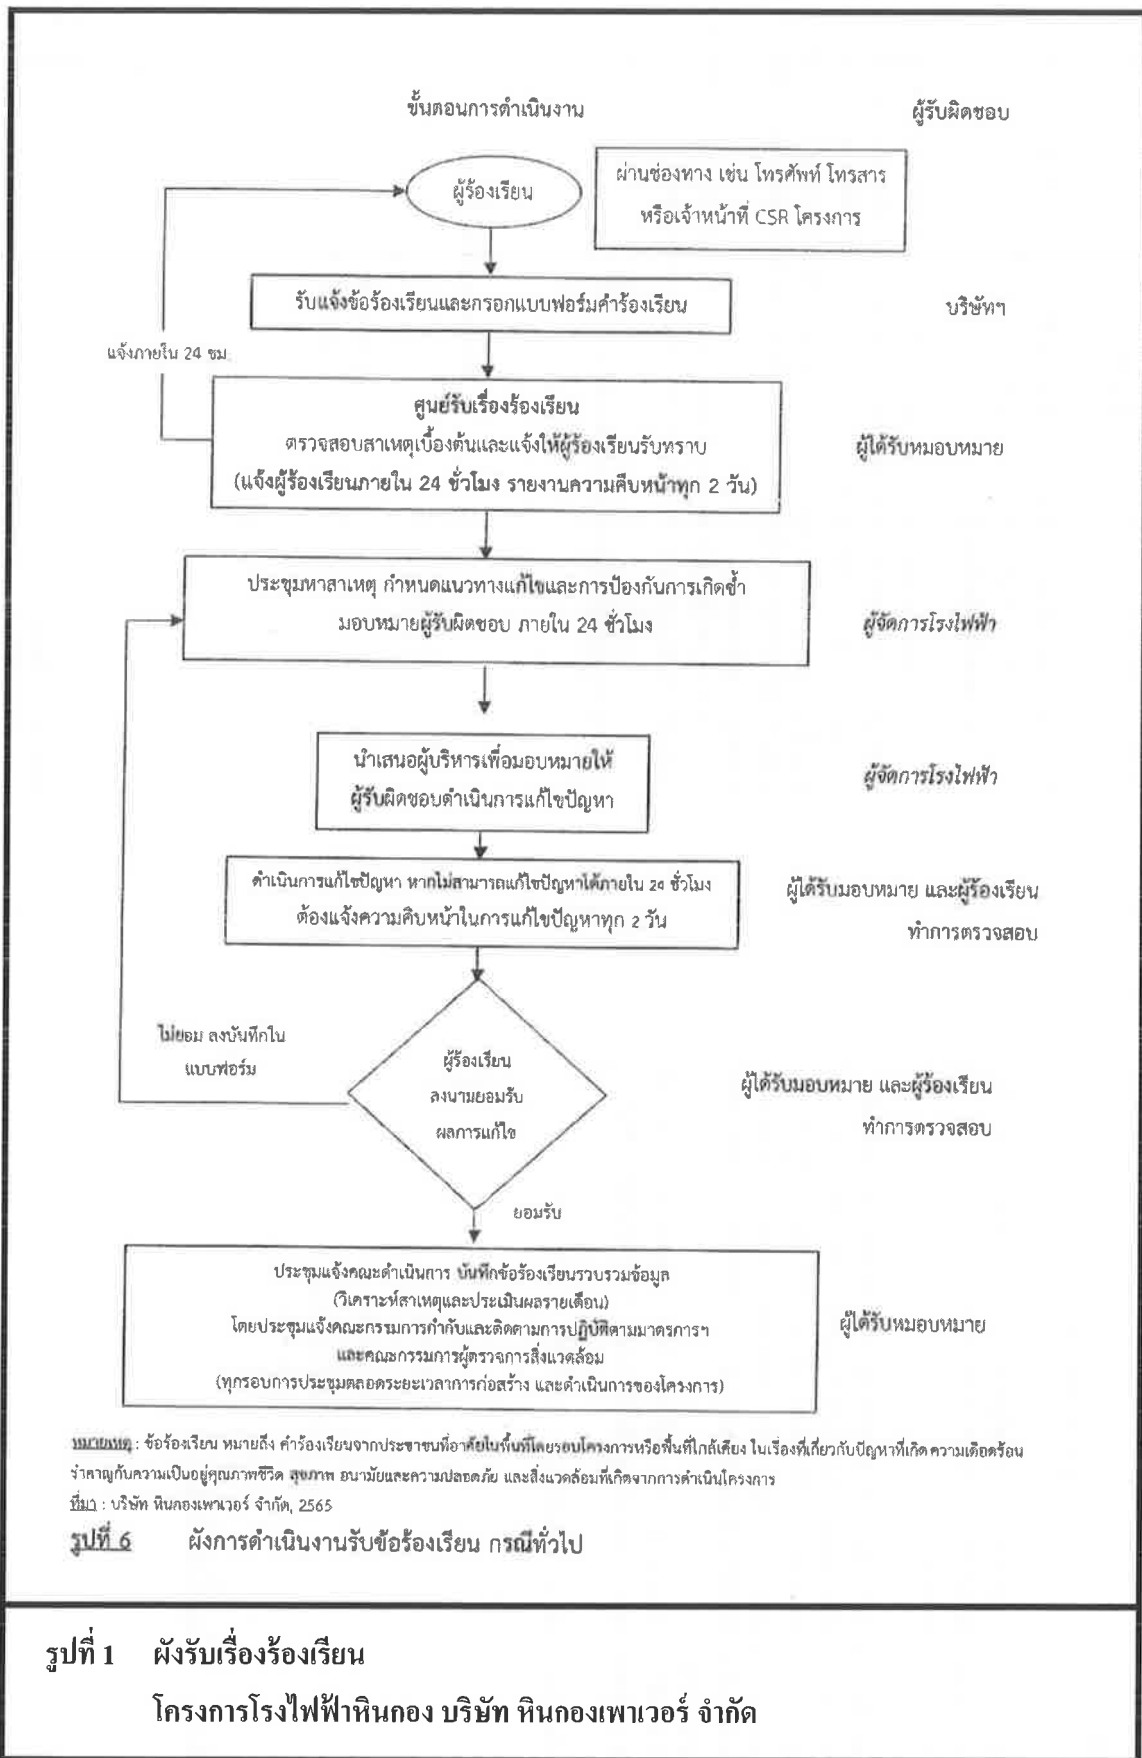 ขั้นตอนการดำเนินงาน
ผู้รับผิดชอบ
ผู้ร้องเรียน
ผ่านช่องทาง เช่น โทรศัพท์ โทรสาร
หรือเจ้าหน้าที่ CSR โครงการ
รับแจ้งข้อร้องเรียนและกรอกแบบฟอร์มคำร้องเรียน
บริษัทฯ
แจ้งภายใน 24 ชม
ศูนย์รับเรื่องร้องเรียน
ตรวจสอบสาเหตุเบื้องต้นและแจ้งให้ผู้ร้องเรียนรับทราบ
(แจ้งผู้ร้องเรียนภายใน 24 ชั่วโมง รายงานความคืบหน้าทุก 2 วัน)
ผู้ได้รับหมอบหมาย
ประชุมหาสาเหตุ กำหนดแนวทางแก้ไขและการป้องกันการเกิดซ้ำ
มอบหมายผู้รับผิดชอบ ภายใน 24 ชั่วโมง
ผู้จัดการโรงไฟฟ้า
นำเสนอผู้บริหารเพื่อมอบหมายให้
ผู้รับผิดชอบดำเนินการแก้ไขปัญหา
ผู้จัดการโรงไฟฟ้า
ดำเนินการแก้ไขปัญหา หากไม่สามารถแก้ไขปัญหาได้ภายใน 24 ชั่วโมง
ต้องแจ้งความคืบหน้าในการแก้ไขปัญหาทุก 2 วัน
ผู้ได้รับมอบหมาย และผู้ร้องเรียน
ทำการตรวจสอบ
ไม่ยอม ลงบันทึกใน
แบบฟอร์ม
ผู้ร้องเรียน
ลงนามยอมรับ
ผลการแก้ไข
ผู้ได้รับมอบหมาย และผู้ร้องเรียน
ทำการตรวจสอบ
ยอมรับ
ประชุมแจ้งคณะดำเนินการ บันทึกข้อร้องเรียนรวบรวมข้อมูล
(วิเคราะห์สาเหตุและประเมินผลรายเดือน)
โดยประชุมแจ้งคณะกรรมการกำกับและติดตามการปฏิบัติตามมาตรการฯ
และคณะกรรมการผู้ตรวจการสิ่งแวดล้อม
(ทุกรอบการประชุมตลอดระยะเวลาการก่อสร้าง และดำเนินการของโครงการ)
ผู้ได้รับหมอบหมาย
หมายเหตุ : ข้อร้องเรียน หมายถึง คำร้องเรียนจากประชาชนที่อาศัยในพื้นที่โดยรอบโครงการหรือพื้นที่ใกล้เคียง ในเรื่องที่เกี่ยวกับปัญหาที่เกิด ความเดือดร้อน
รำคาญกับความเป็นอยู่คุณภาพชีวิต สุขภาพ อนามัยและความปลอดภัย และสิ่งแวดล้อมที่เกิดจากการดำเนินโครงการ
ที่มา : บริษัท หินกองเพาเวอร์ จำกัด, 2565
รูปที่ 6 ผังการดำเนินงานรับข้อร้องเรียน กรณีทั่วไป
รูปที่ 1 ผังรับเรื่องร้องเรียน
โครงการโรงไฟฟ้าหินกอง บริษัท หินกองเพาเวอร์ จำกัด